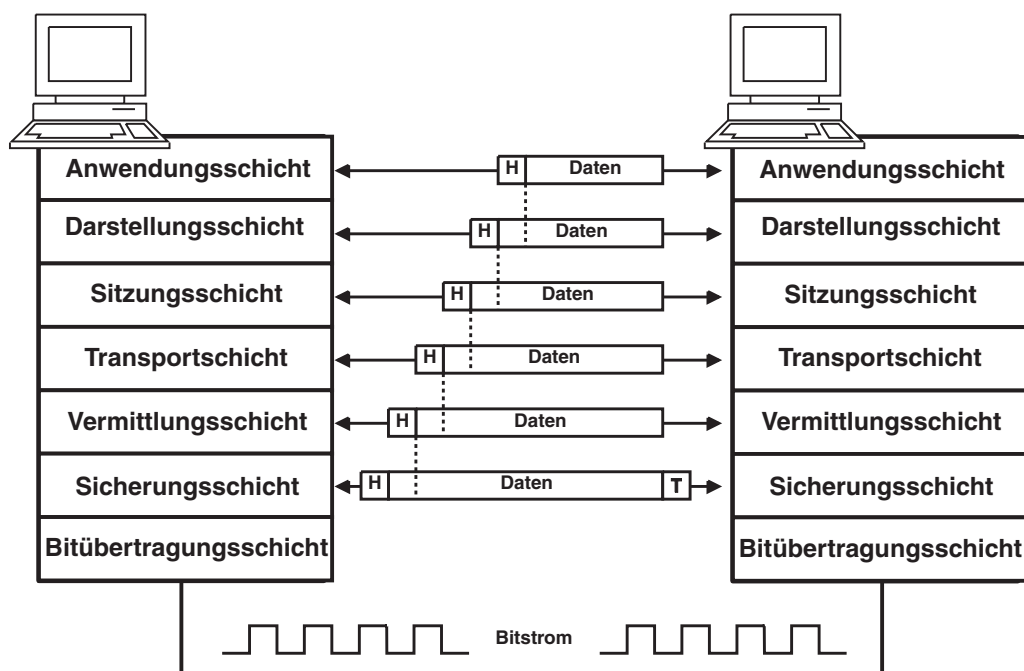 Anwendungsschicht H Daten Anwendungsschicht
Darstellungsschicht H Daten Darstellungsschicht
Sitzungsschicht H Daten Sitzungsschicht
Transportschicht H Daten Transportschicht
Vermittlungsschicht H Daten Vermittlungsschicht
Sicherungsschicht H Daten T Sicherungsschicht
Bitübertragungsschicht Bitübertragungsschicht
Bitstrom